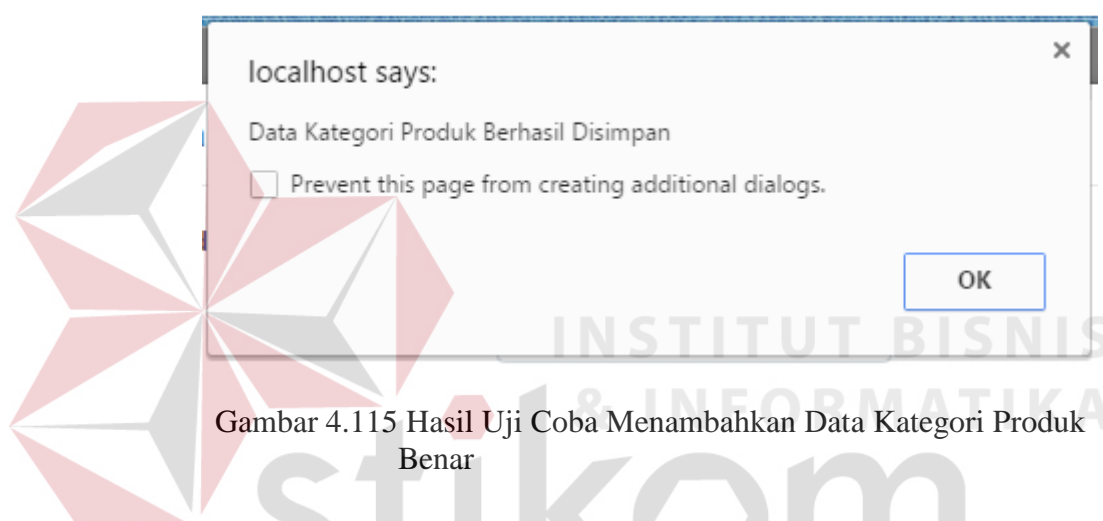 localhost says:
×
Data Kategori Produk Berhasil Disimpan
Prevent this page from creating additional dialogs.
OK
INSTITUT BISNIS
& INFORMATIKA
Gambar 4.115 Hasil Uji Coba Menambahkan Data Kategori Produk
Benar
stikom